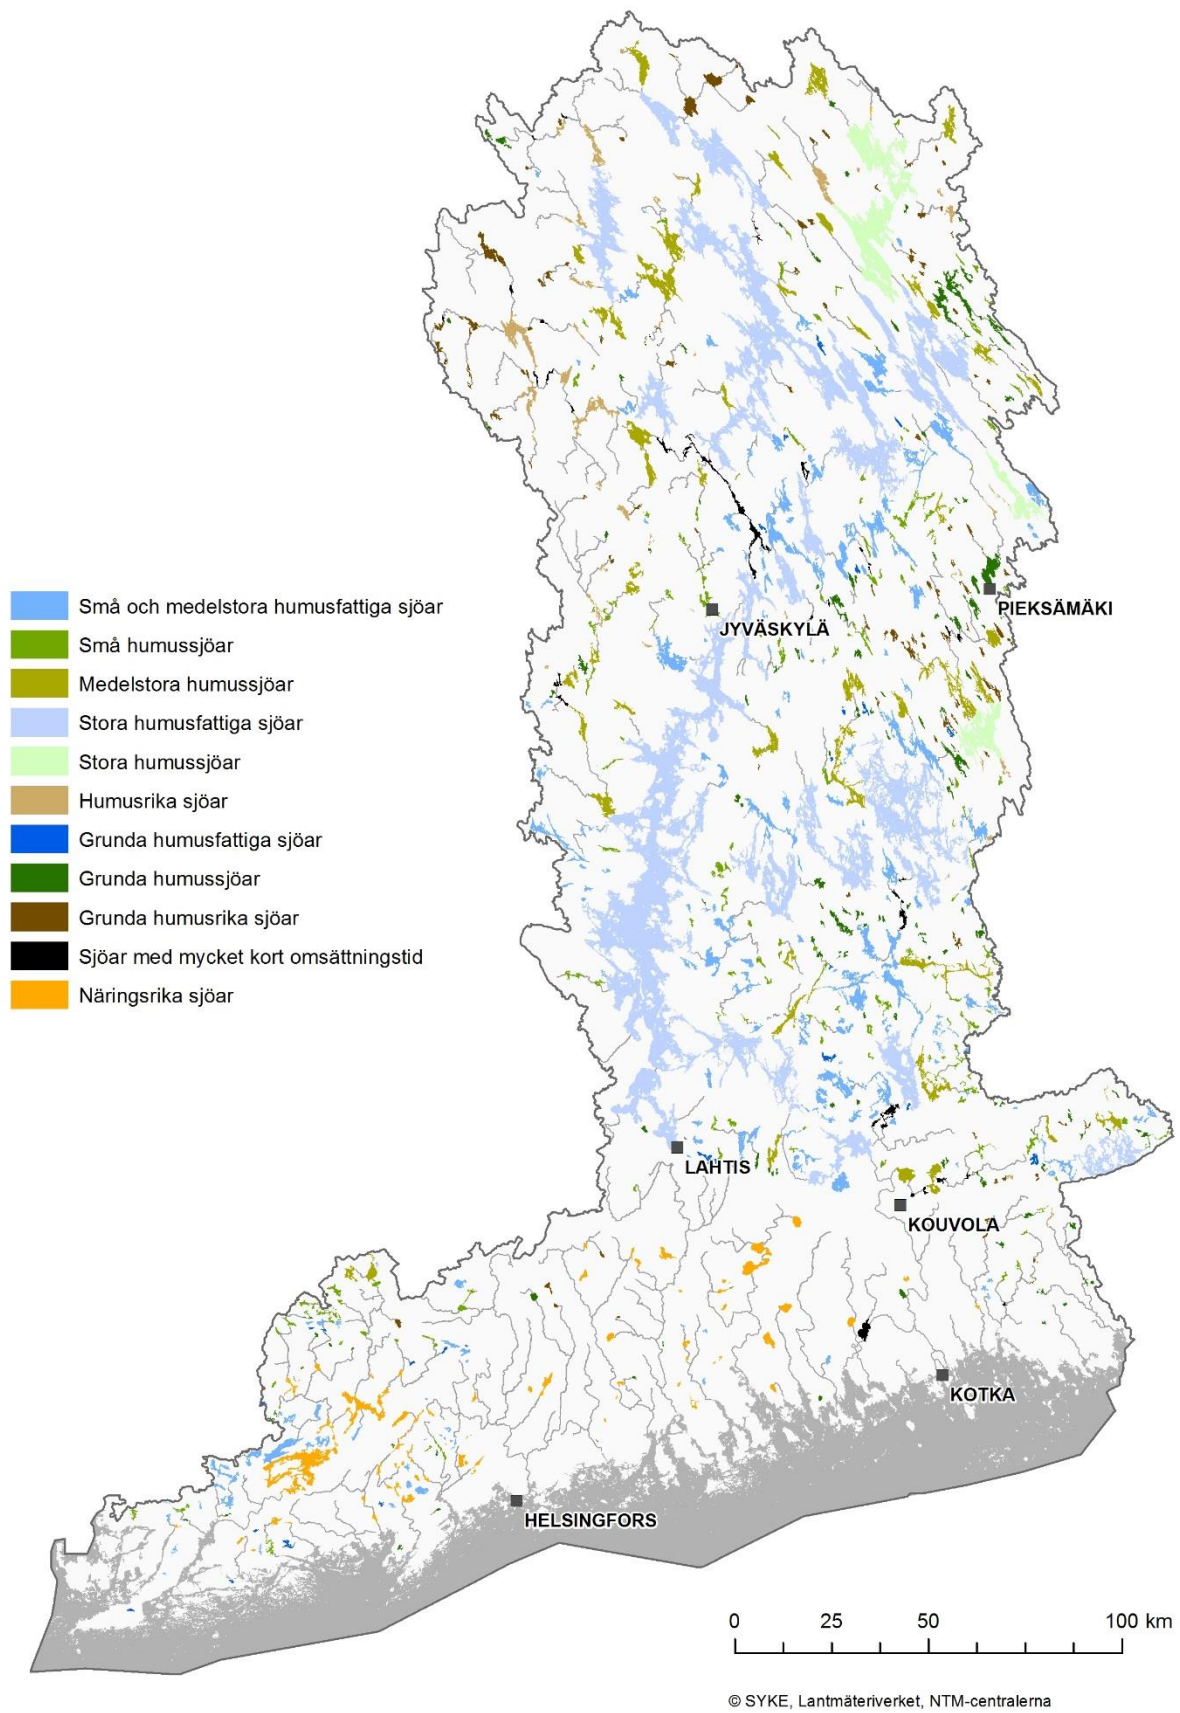 Små och medelstora humusfattiga sjöar
Små humussjöar
Medelstora humussjöar
Stora humusfattiga sjöar
Stora humussjöar
Humusrika sjöar
Grunda humusfattiga sjöar
Grunda humussjöar
Grunda humusrika sjöar
Sjöar med mycket kort omsättningstid
Näringsrika sjöar
PIEKSÄMÄKI
JYVÄSKYLÄ
LAHTIS
KOUVOLA
KOTKA
HELSINGFORS
0 25 50 100 km
© SYKE, Lantmäteriverket, NTM-centralerna